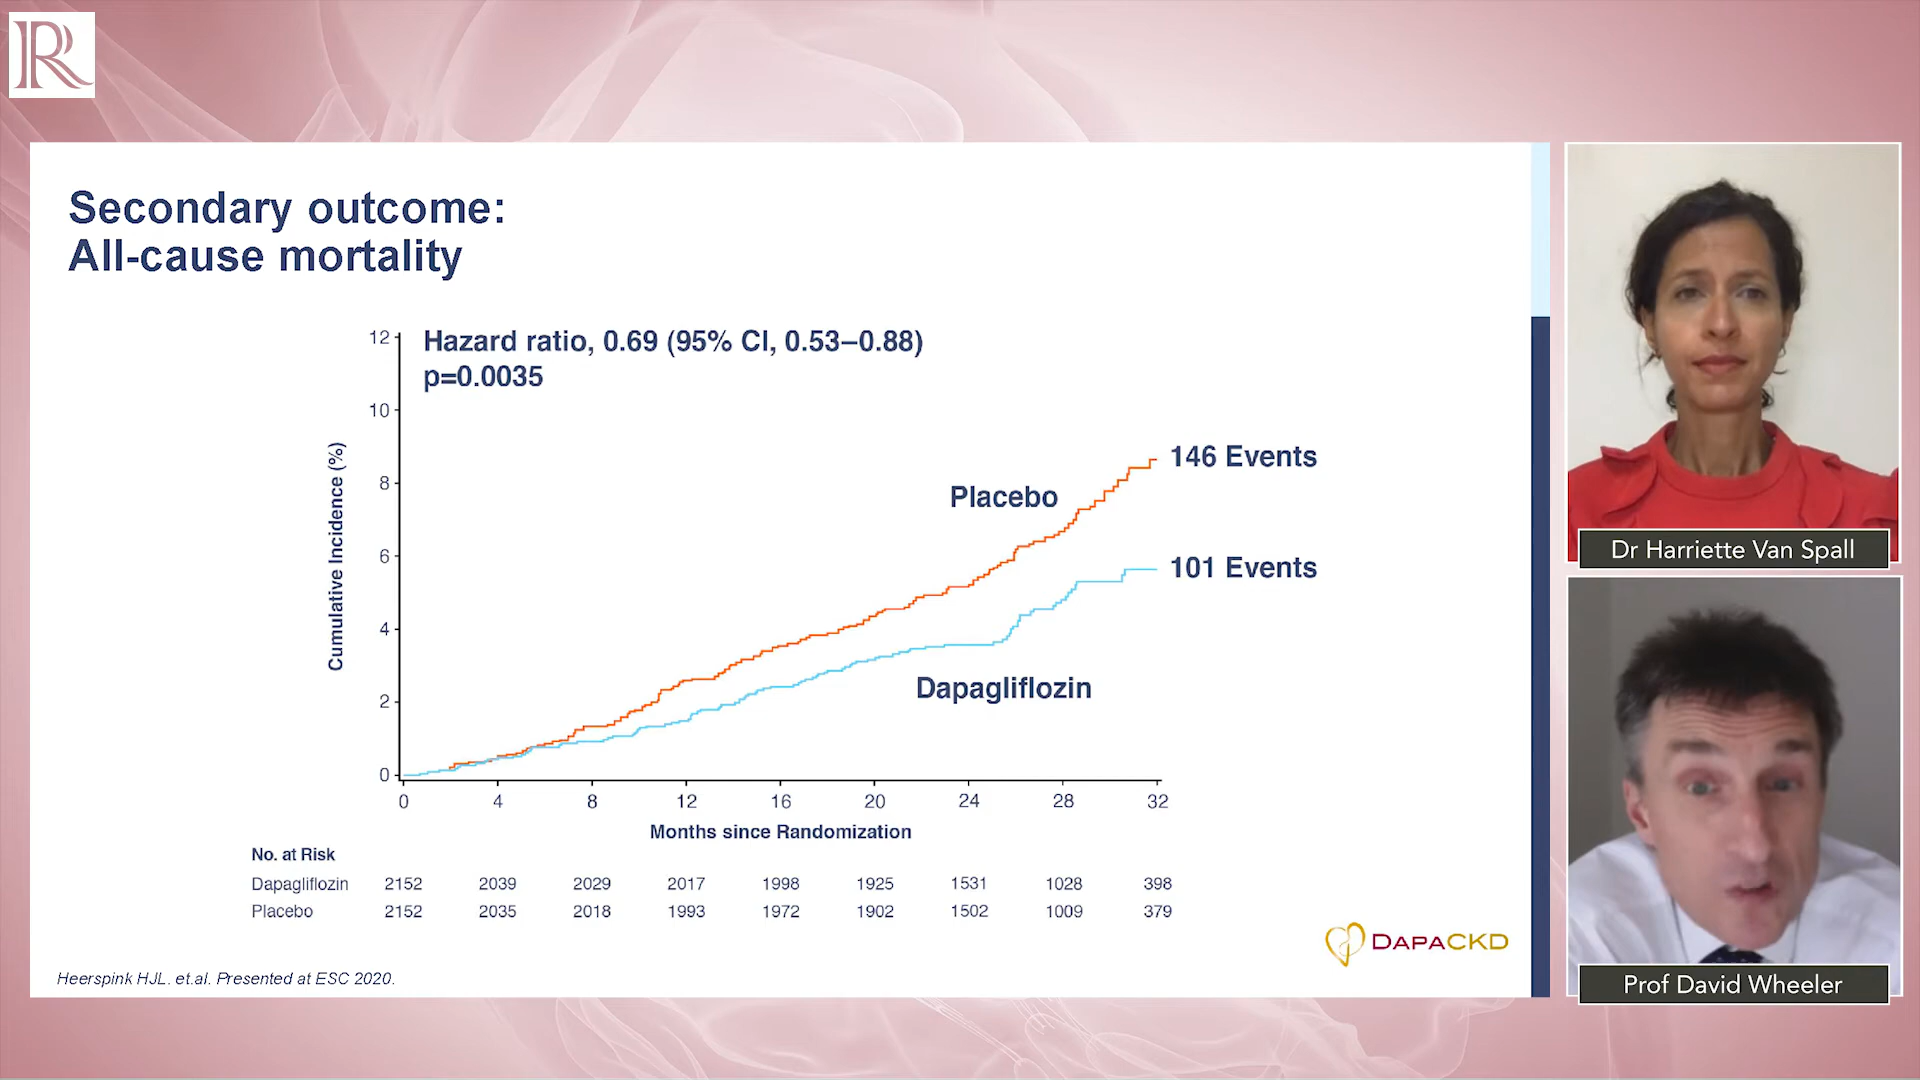 R
Secondary outcome:
All-cause mortality
Hazard ratio, 0.69 (95% CI, 0.53–0.88)
p=0.0035
Cumulative Incidence (%)
12
10
8
6
4
2
0
146 Events
Placebo
101 Events
Dapagliflozin
0 4 8 12 16 20 24 28 32
Months since Randomization
No. at Risk
Dapagliflozin 2152 2039 2029 2017 1998 1925 1531 1028 398
Placebo 2152 2035 2018 1993 1972 1902 1502 1009 379
DAPACKD
Heerspink HJL. et.al. Presented at ESC 2020.
Dr Harriette Van Spall
Prof David Wheeler